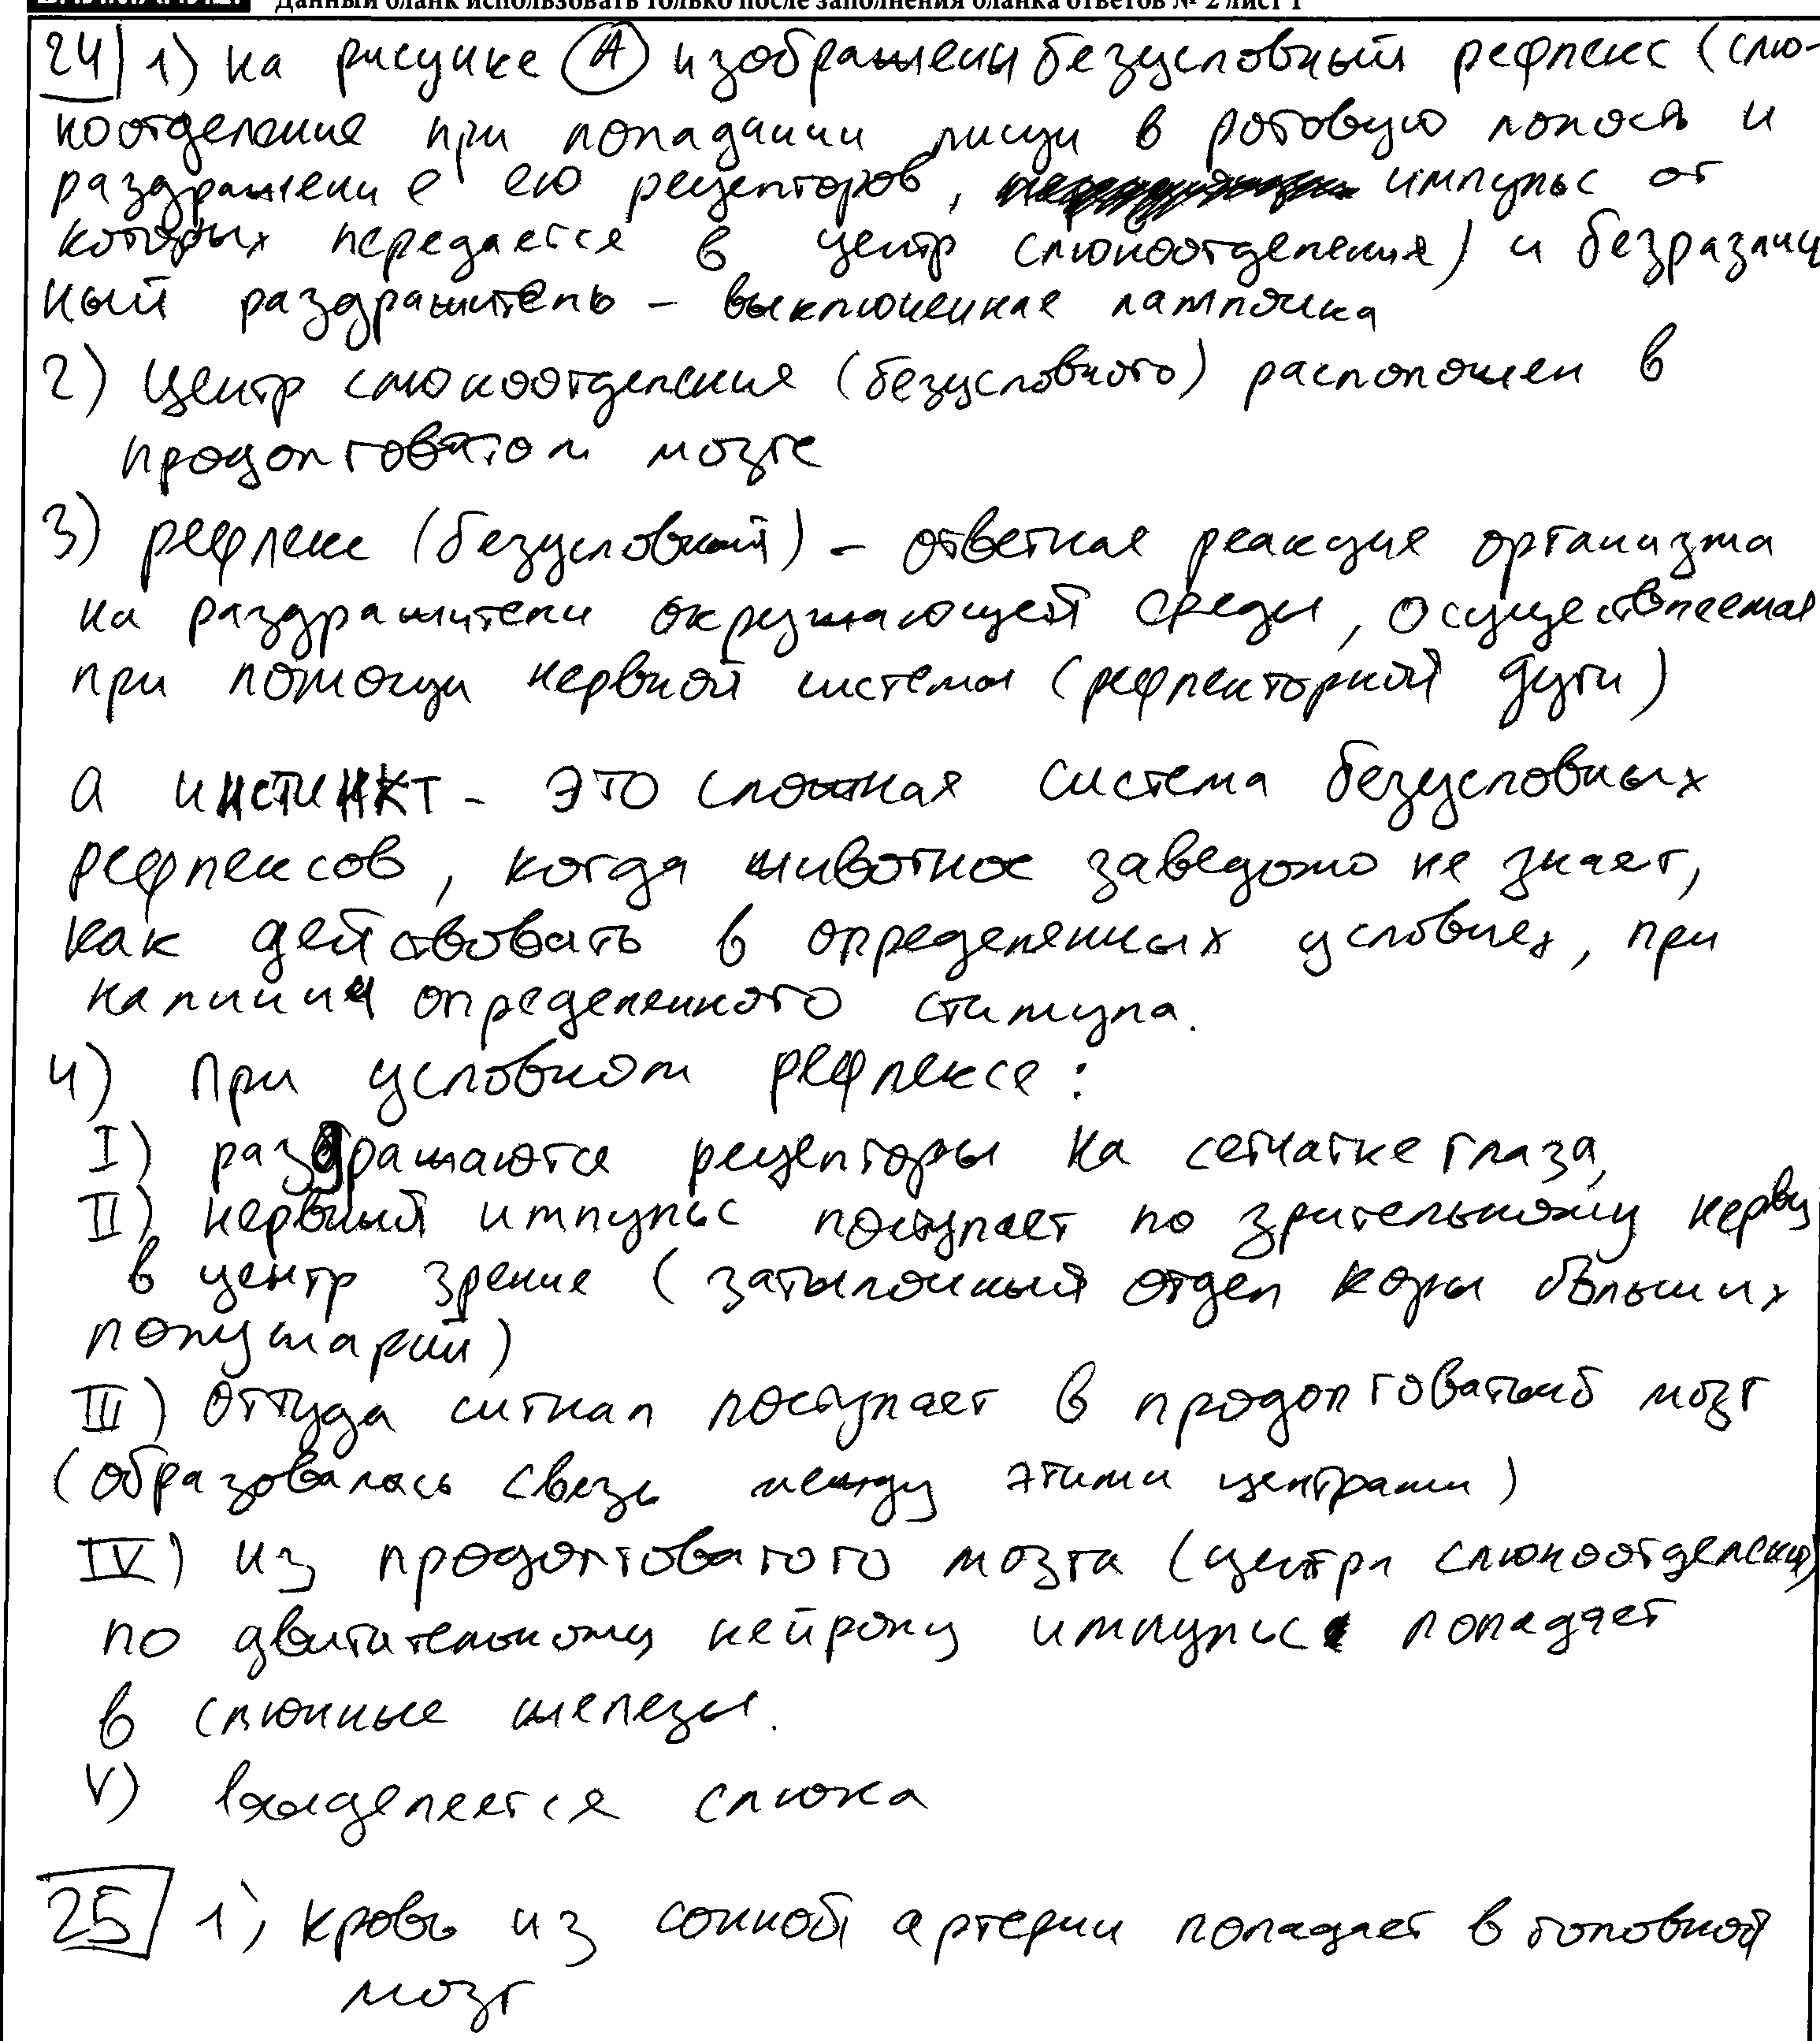 Данный бланк использовать только после заполнения бланка ответов № 2 лист 1
24 1) На рисунке А изображены безусловный рефлекс (слю-
ноотделение при попадании пищи в ротовую полость и
раздражение ею рецепторов, импульс от
которых передается в центр слюноотделения) и безразлич
ный раздражитель – выключенная лампочка
2) Центр слюноотделения (безусловного) расположен в
продолговатом мозге
3) рефлекс (безусловный) – ответная реакция организма
на раздражители окружающей среды, осуществляемая
при помощи нервной системы (рефлекторной дуги)
а инстинкт – это сложная система безусловных
рефлексов, когда животное заведомо не знает,
как действовать в определенных условиях, при
наличии определенного стимула.
4) При условном рефлексе:
I) раздражаются рецепторы на сетчатке глаза,
II) нервный импульс поступает по зрительному нерву
в центр зрения (затылочный отдел коры больших
полушарий)
III) Оттуда сигнал поступает в продолговатый мозг
(образовалась связь между этими центрами)
IV) из продолговатого мозга (центра слюноотделения)
по двигательному нейрону импульс попадает
в слюнные железы.
V) выделяется слюна
25 1) кровь из сонной артерии попадает в головной
мозг